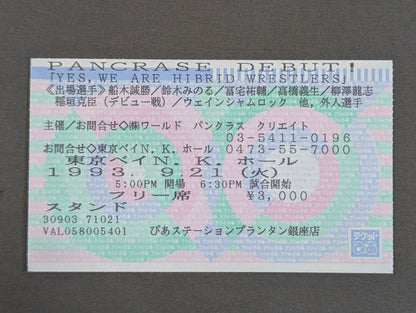 PANCRASE DEBUT!
「YES, WE ARE HIBRID WRESTLERS」
《出場選手》船木誠勝/鈴木みのる/冨宅祐輔/高橋義生/柳澤龍志
稲垣克臣(デビュー戦)/ウェインシャムロック 他,外人選手
主催/お問合せ◇㈱ワールド パンクラス クリエイト
03-5411-0196
お問合せ◇東京ベイN.K.ホール 0473-55-7000
東京ベイN.K.ホール
1993. 9.21(火)
5:00PM 開場 6:30PM 試合開始
フリー席 ¥3,000
スタンド
30903 71021
VAL058005401 ぴあステーションプランタン銀座店